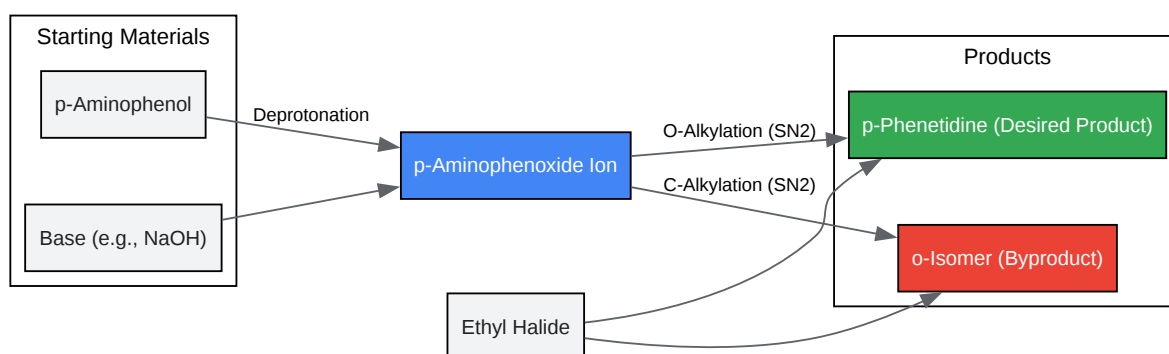 Starting Materials
p-Aminophenol
Base (e.g., NaOH)
Deprotonation
p-Aminophenoxide Ion
O-Alkylation (SN2)
C-Alkylation (SN2)
Ethyl Halide
Products
p-Phenetidine (Desired Product)
o-Isomer (Byproduct)